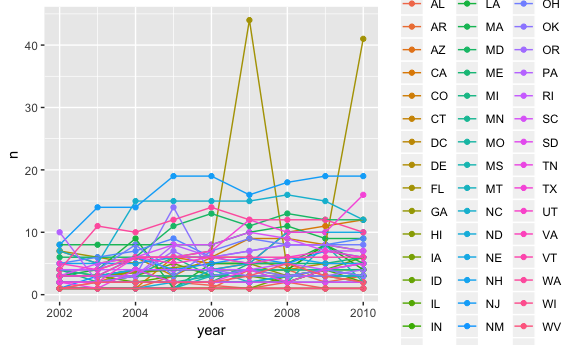 n
40
30
20
10
0
2002 2004 2006 2008 2010
year
AL LA OH
AR MA OK
AZ MD OR
CA ME PA
CO MI RI
CT MN SC
DC MO SD
DE MS TN
FL MT TX
GA NC UT
HI ND VA
IA NE VT
ID NH WA
IL NJ WI
IN NM WV